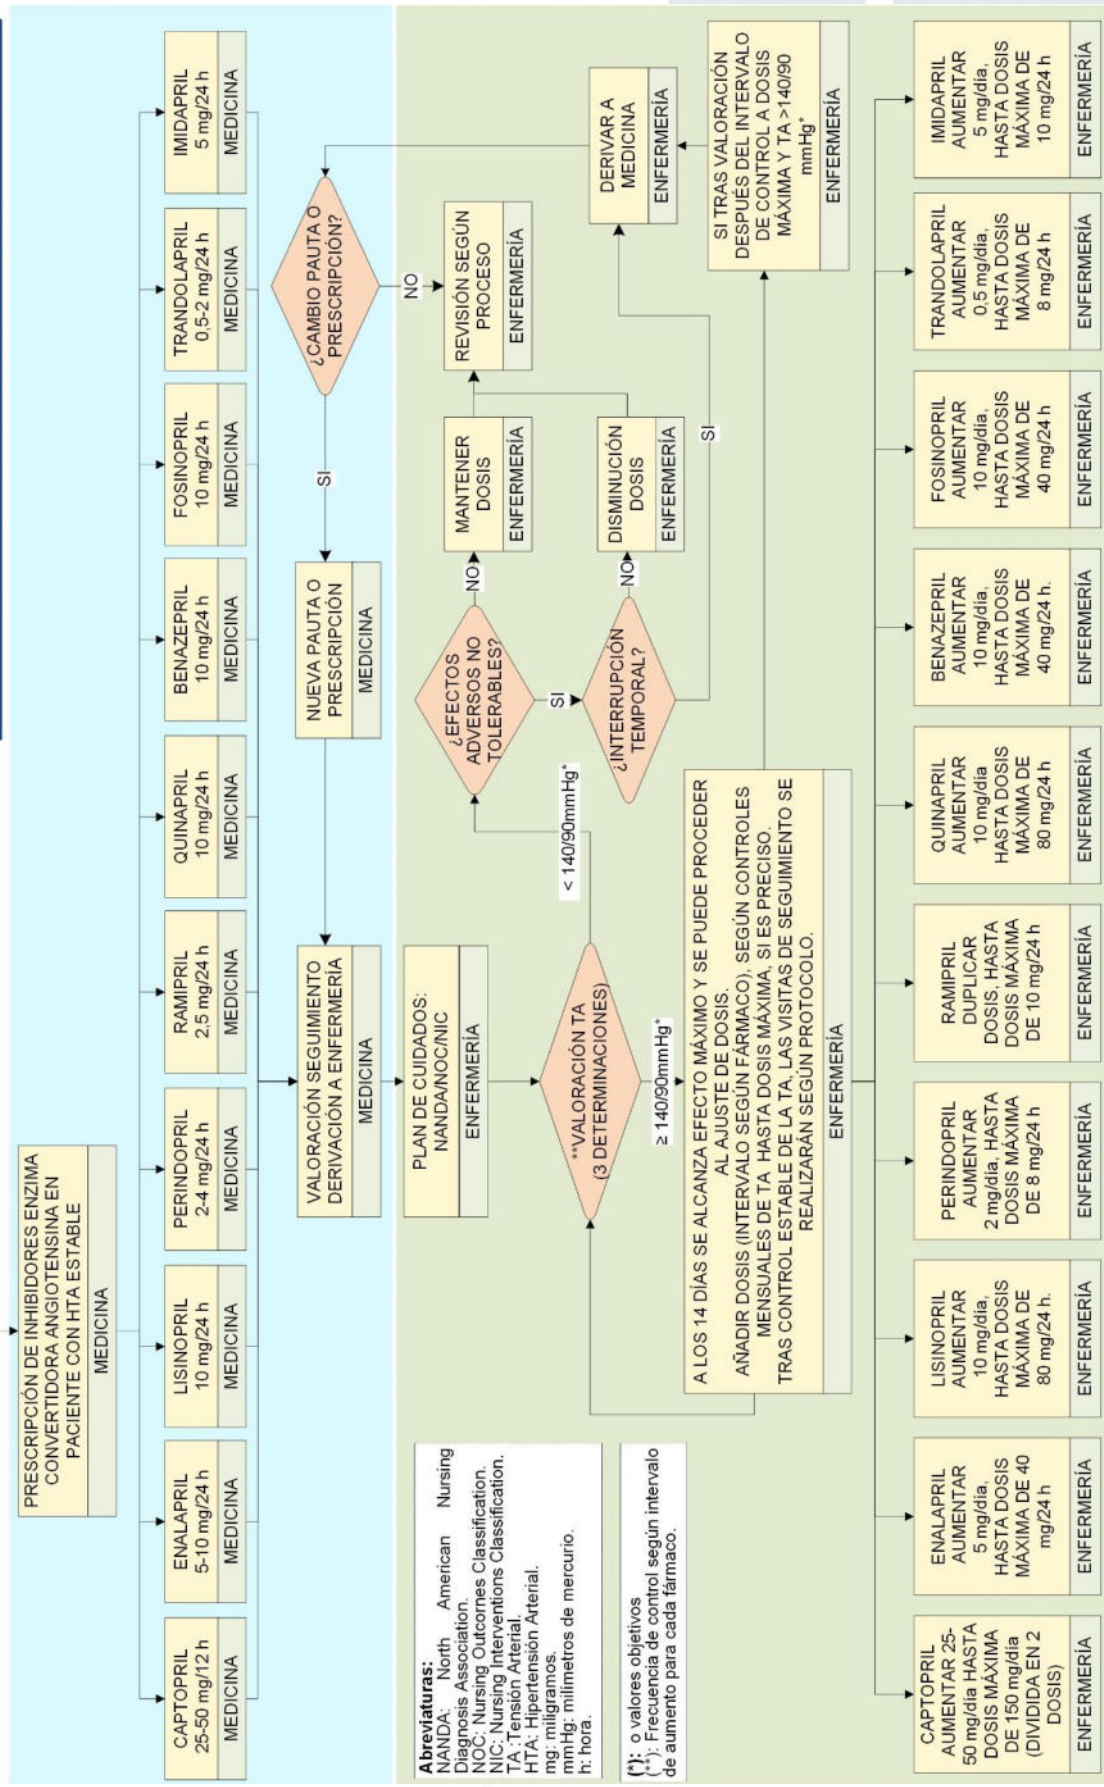 PRESCRIPCIÓN DE INHIBIDORES ENZIMA
CONVERTIDORA ANGIOTENSINA EN
PACIENTE CON HTA ESTABLE
MEDICINA
CAPTOPRIL
25-50 mg/12 h
MEDICINA
ENALAPRIL
5-10 mg/24 h
MEDICINA
LISINOPRIL
10 mg/24 h
MEDICINA
PERINDOPRIL
2-4 mg/24 h
MEDICINA
RAMIPRIL
2,5 mg/24 h
MEDICINA
QUINAPRIL
10 mg/24 h
MEDICINA
BENAZEPRIL
10 mg/24 h
MEDICINA
FOSINOPRIL
10 mg/24 h
MEDICINA
TRANDOLAPRIL
0,5-2 mg/24 h
MEDICINA
IMIDAPRIL
5 mg/24 h
MEDICINA
VALORACIÓN SEGUIMIENTO
DERIVACIÓN A ENFERMERÍA
MEDICINA
NUEVA PAUTA O
PRESCRIPCIÓN
MEDICINA
SI
¿CAMBIO PAUTA O
PRESCRIPCIÓN?
NO
PLAN DE CUIDADOS:
NANDA/NOC/NIC
ENFERMERÍA
**VALORACIÓN TA
(3 DETERMINACIONES)
< 140/90mmHg*
≥ 140/90mmHg*
¿EFECTOS
ADVERSOS NO
TOLERABLES?
NO
SI
MANTENER
DOSIS
ENFERMERÍA
REVISIÓN SEGÚN
PROCESO
ENFERMERÍA
¿INTERRUPCIÓN
TEMPORAL?
NO
SI
DISMINUCIÓN
DOSIS
ENFERMERÍA
DERIVAR A
MEDICINA
ENFERMERÍA
SI TRAS VALORACIÓN
DESPUÉS DEL INTERVALO
DE CONTROL A DOSIS
MÁXIMA Y TA >140/90
mmHg*
ENFERMERÍA
A LOS 14 DÍAS SE ALCANZA EFECTO MÁXIMO Y SE PUEDE PROCEDER
AL AJUSTE DE DOSIS.
AÑADIR DOSIS (INTERVALO SEGÚN FÁRMACO), SEGÚN CONTROLES
MENSUALES DE TA HASTA DOSIS MÁXIMA, SI ES PRECISO.
TRAS CONTROL ESTABLE DE LA TA, LAS VISITAS DE SEGUIMIENTO SE
REALIZARÁN SEGÚN PROTOCOLO.
ENFERMERÍA
Abreviaturas:
NANDA: North American Nursing
Diagnosis Association.
NOC: Nursing Outcornes Classification.
NIC: Nursing Interventions Classification.
TA :Tensión Arterial.
HTA: Hipertensión Arterial.
mg: miligramos.
mmHg: milimetros de mercurio.
h: hora.
(*): o valores objetivos
(**): Frecuencia de control según intervalo
de aumento para cada fármaco.
CAPTOPRIL
AUMENTAR 25-
50 mg/día HASTA
DOSIS MÁXIMA
DE 150 mg/día
(DIVIDIDA EN 2
DOSIS)
ENFERMERÍA
ENALAPRIL
AUMENTAR
5 mg/día,
HASTA DOSIS
MÁXIMA DE 40
mg/24 h
ENFERMERÍA
LISINOPRIL
AUMENTAR
10 mg/día,
HASTA DOSIS
MÁXIMA DE
80 mg/24 h.
ENFERMERÍA
PERINDOPRIL
AUMENTAR
2 mg/día, HASTA
DOSIS MÁXIMA
DE 8 mg/24 h
ENFERMERÍA
RAMIPRIL
DUPLICAR
DOSIS, HASTA
DOSIS MÁXIMA
DE 10 mg/24 h
ENFERMERÍA
QUINAPRIL
AUMENTAR
10 mg/día
HASTA DOSIS
MÁXIMA DE
80 mg/24 h
ENFERMERÍA
BENAZEPRIL
AUMENTAR
10 mg/día,
HASTA DOSIS
MÁXIMA DE
40 mg/24 h.
ENFERMERÍA
FOSINOPRIL
AUMENTAR
10 mg/día,
HASTA DOSIS
MÁXIMA DE
40 mg/24 h
ENFERMERÍA
TRANDOLAPRIL
AUMENTAR
0,5 mg/día,
HASTA DOSIS
MÁXIMA DE
8 mg/24 h
ENFERMERÍA
IMIDAPRIL
AUMENTAR
5 mg/día,
HASTA DOSIS
MÁXIMA DE
10 mg/24 h
ENFERMERÍA